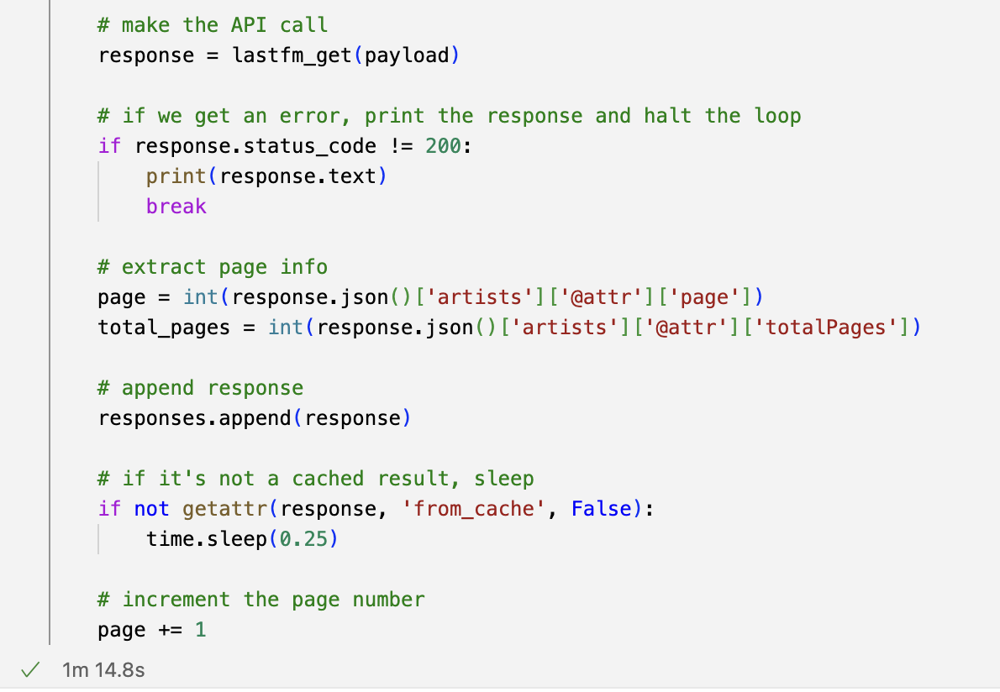 # make the API call
response = lastfm_get(payload)
# if we get an error, print the response and halt the loop
if response.status_code != 200:
print(response.text)
break
# extract page info
page = int(response.json()['artists']['@attr']['page'])
total_pages = int(response.json()['artists']['@attr']['totalPages'])
# append response
responses.append(response)
# if it's not a cached result, sleep
if not getattr(response, 'from_cache', False):
time.sleep(0.25)
# increment the page number
page += 1
1m 14.8s